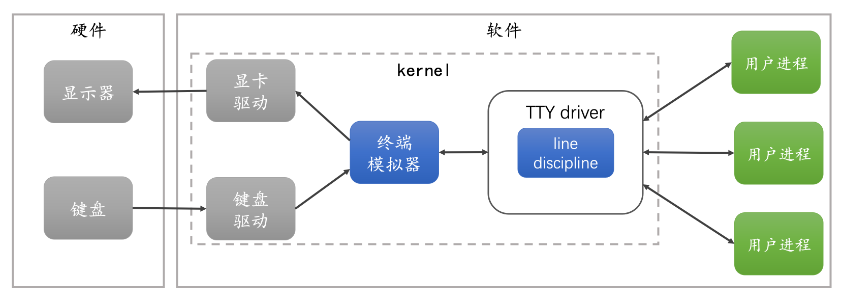 硬件
软件
kernel
显示器
显卡
驱动
终端
模拟器
TTY driver
line
discipline
用户进程
用户进程
键盘
键盘
驱动
用户进程